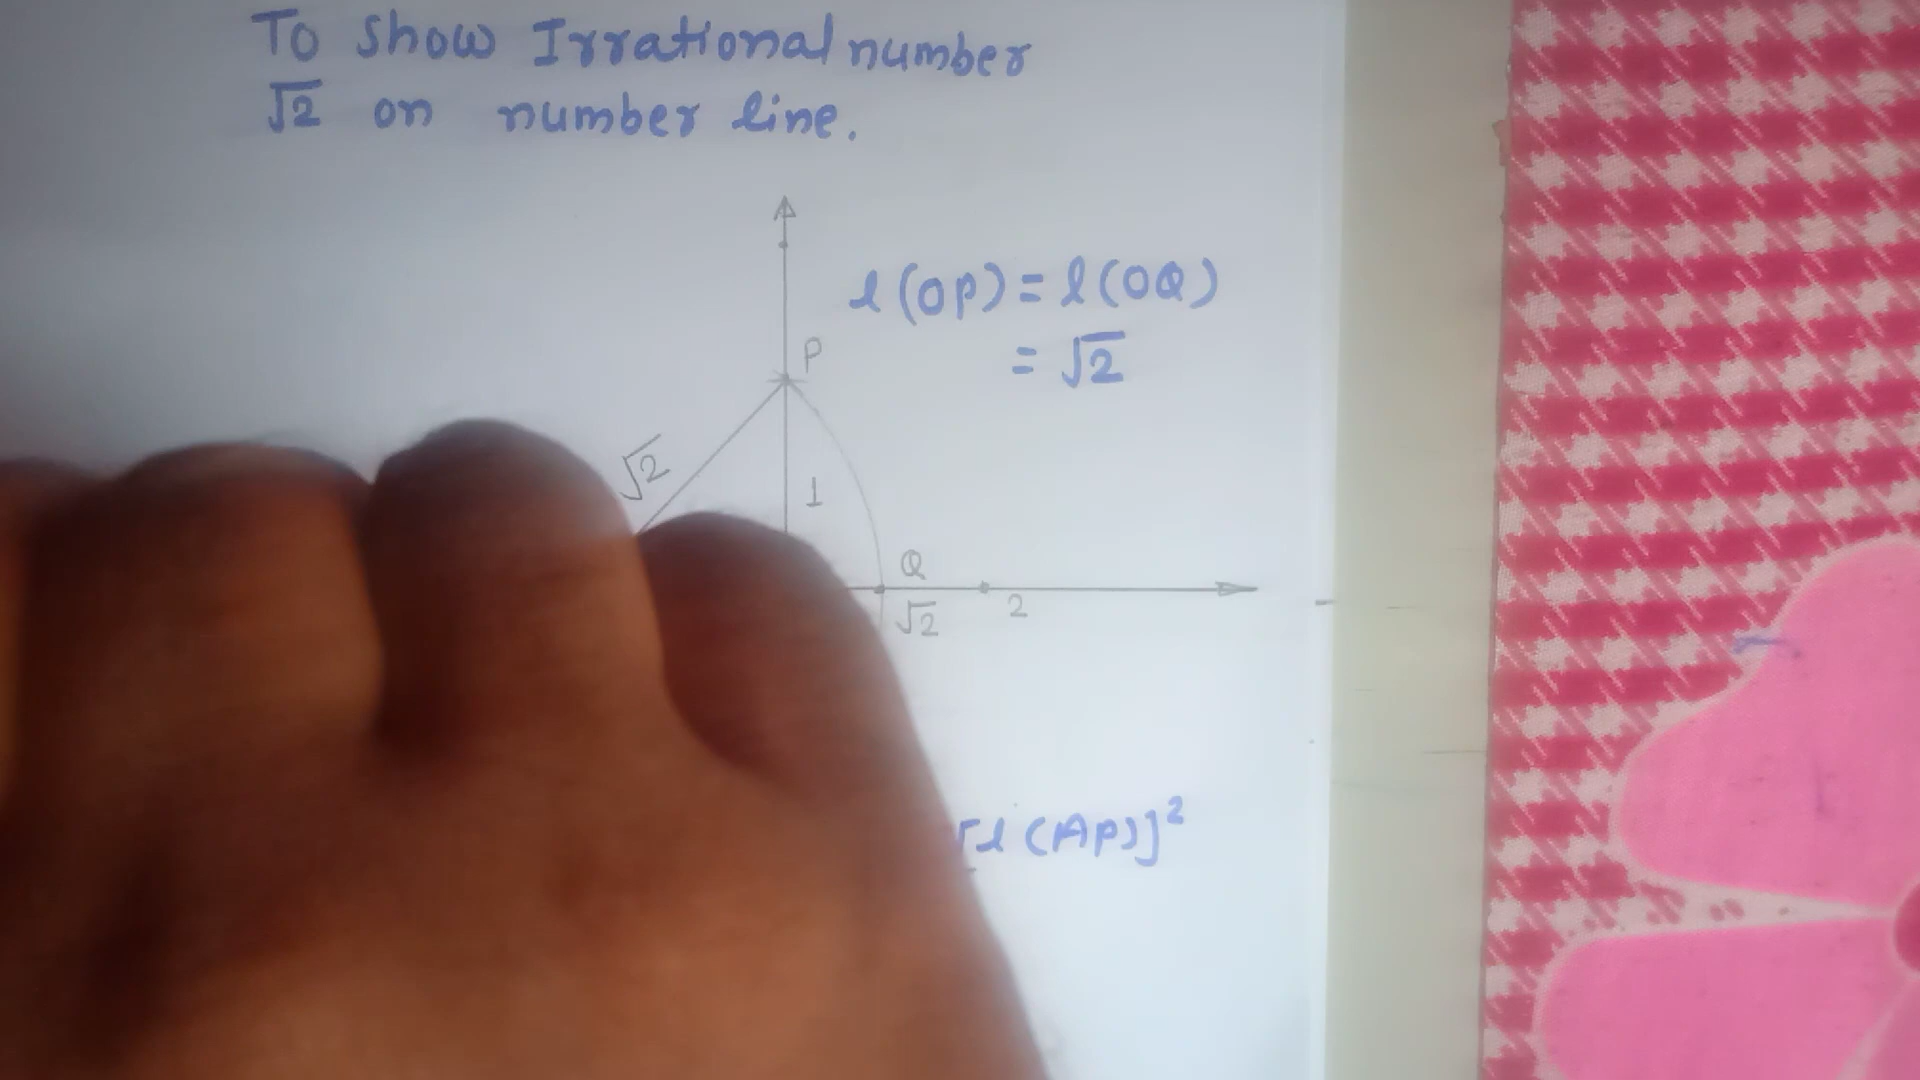 To show Irrational number
√2 on number line.
l (OP) = l (OQ)
= √2
P
√2
1
Q
√2 2
[l (AP)]²